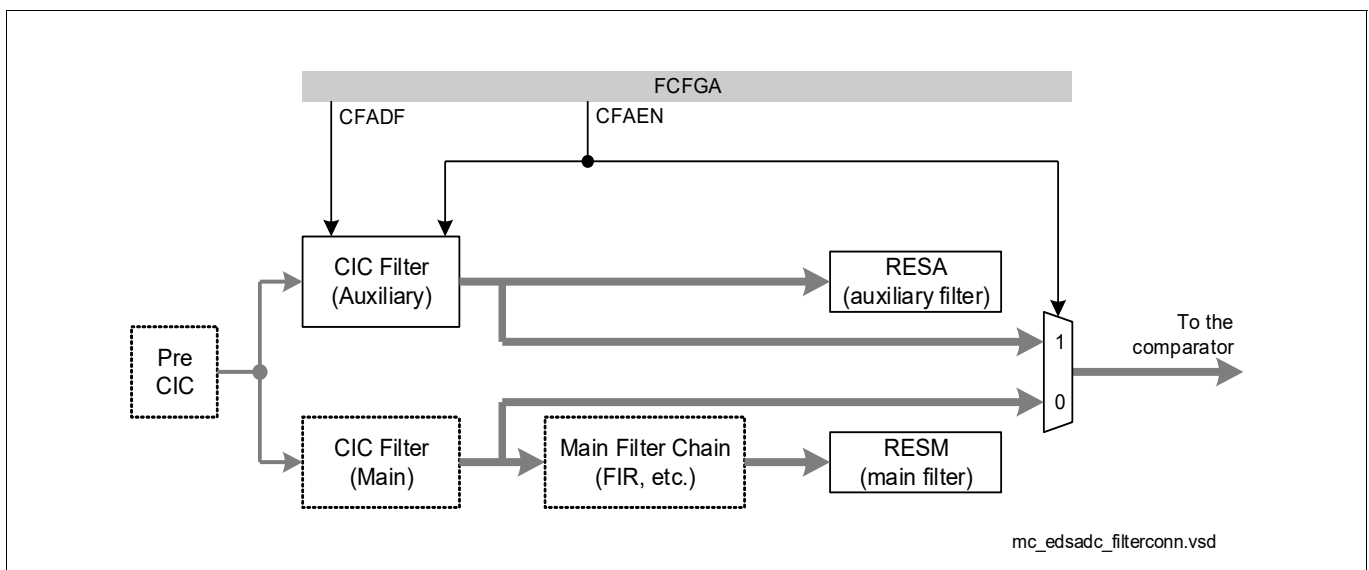 FCFGA
CFADF
CFAEN
CIC Filter
(Auxiliary)
RESA
(auxiliary filter)
To the
comparator
1
Pre
CIC
0
CIC Filter
(Main)
Main Filter Chain
(FIR, etc.)
RESM
(main filter)
mc_edsadc_filterconn.vsd